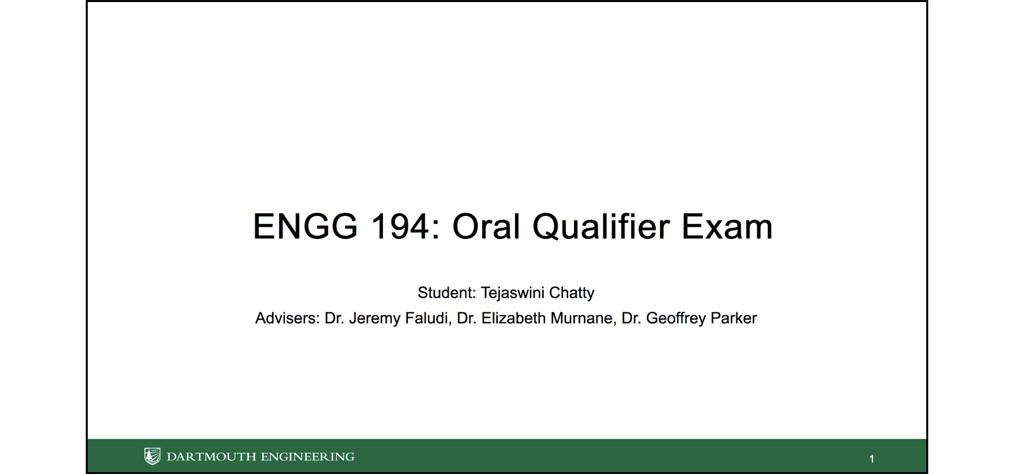 ENGG 194: Oral Qualifier Exam
Student: Tejaswini Chatty
Advisers: Dr. Jeremy Faludi, Dr. Elizabeth Murnane, Dr. Geoffrey Parker
DARTMOUTH ENGINEERING
1